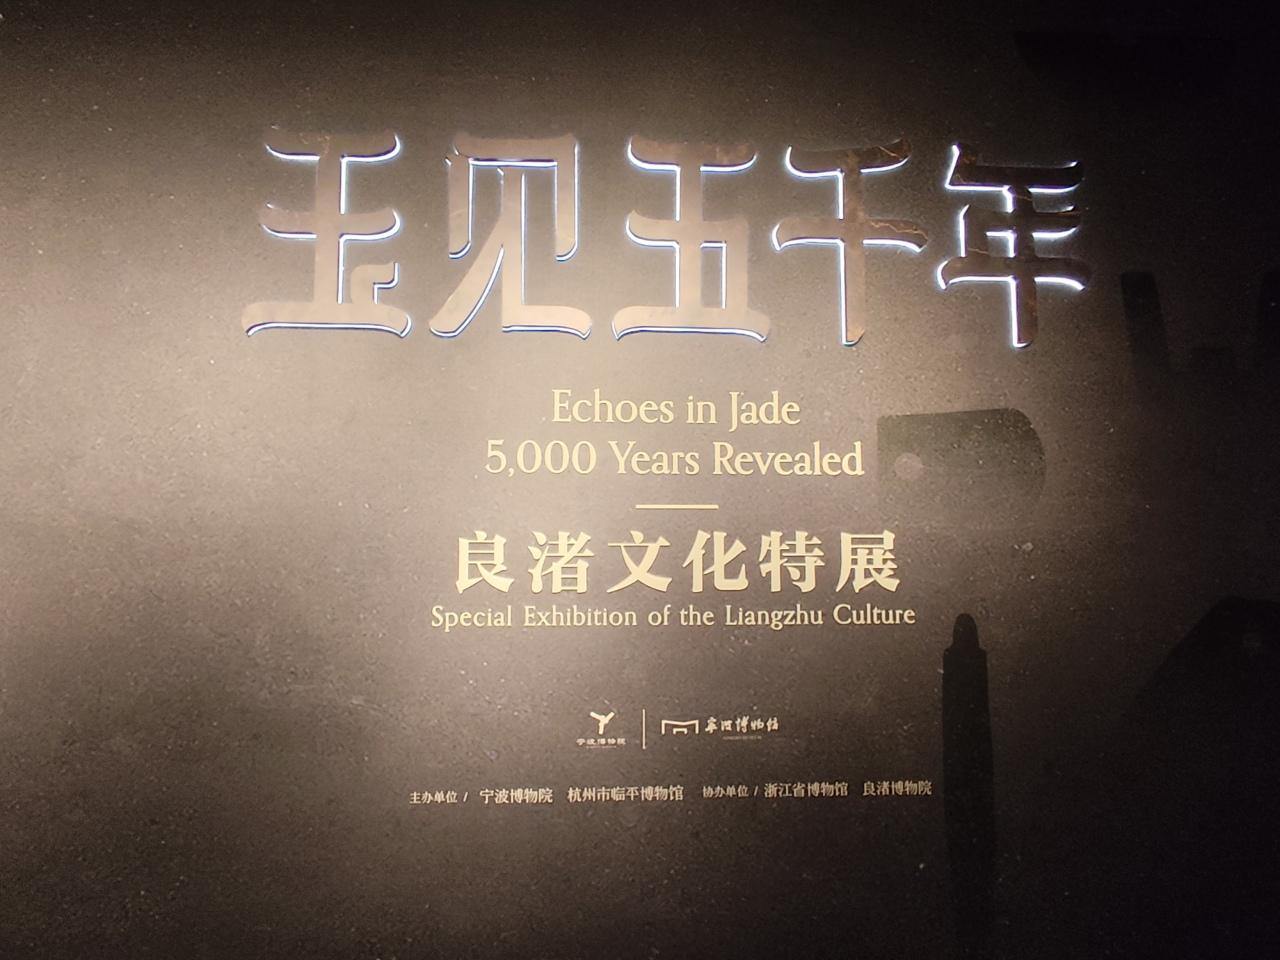 玉见五千年
Echoes in Jade
5,000 Years Revealed
良渚文化特展
Special Exhibition of the Liangzhu Culture
宁波博物院 宁波博物馆
主办单位 / 宁波博物院 杭州市临平博物馆 协办单位 / 浙江省博物馆 良渚博物院